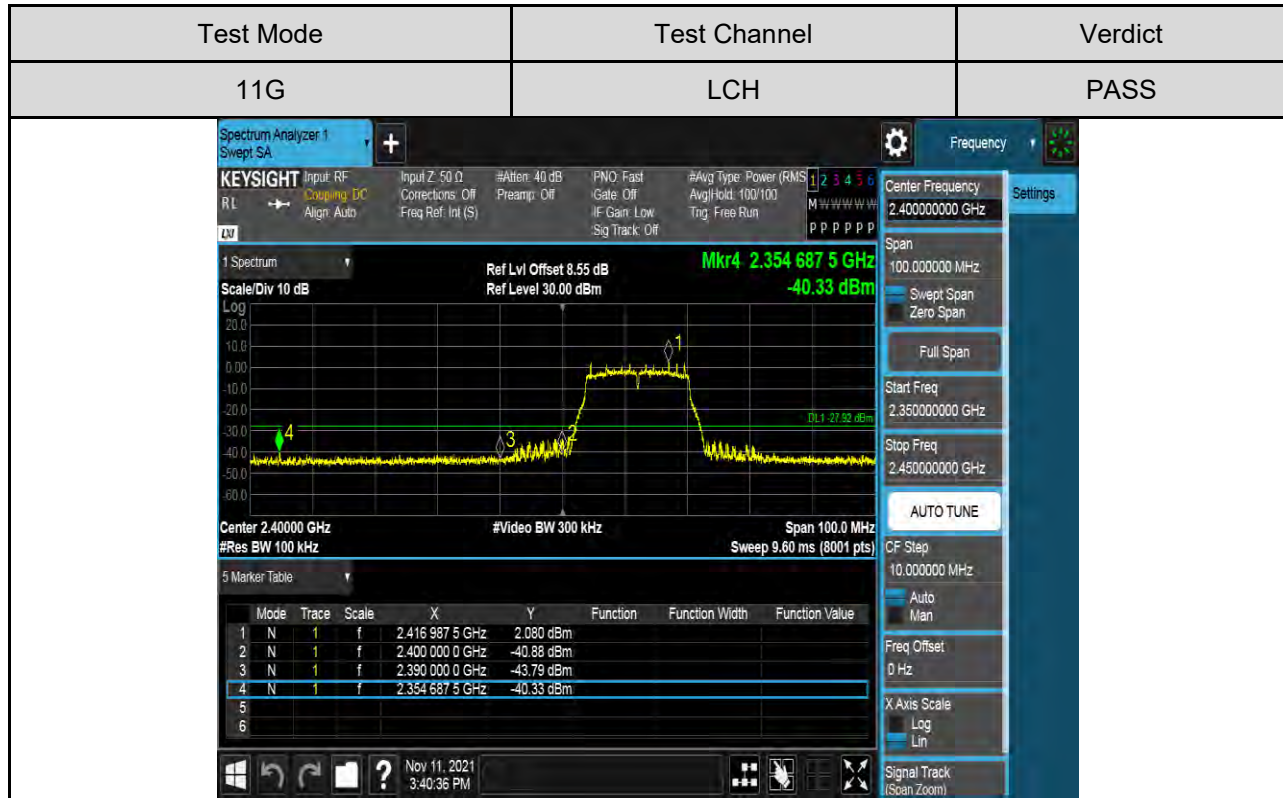 Test Mode Test Channel Verdict
11G LCH PASS
Spectrum Analyzer 1
Swept SA
+
Frequency
KEYSIGHT Input: RF Input Z: 50 Ω #Atten: 40 dB PNO: Fast #Avg Type: Power (RMS 1 2 3 4 5 6
RL Coupling: DC Corrections: Off Preamp: Off Gate: Off Avg|Hold: 100/100 M W W W W W
Align: Auto Freq Ref: Int (S) IF Gain: Low Trig: Free Run
LXI Sig Track: Off P P P P P P
1 Spectrum
Scale/Div 10 dB
Ref Lvl Offset 8.55 dB
Ref Level 30.00 dBm
Mkr4 2.354 687 5 GHz
-40.33 dBm
Log
20.0
10.0
0.00
-10.0
-20.0
-30.0
-40.0
-50.0
-60.0
1
DL1 -27.92 dBm
4
3
2
Center 2.40000 GHz #Video BW 300 kHz Span 100.0 MHz
#Res BW 100 kHz Sweep 9.60 ms (8001 pts)
5 Marker Table
Mode Trace Scale X Y Function Function Width Function Value
1 N 1 f 2.416 987 5 GHz 2.080 dBm
2 N 1 f 2.400 000 0 GHz -40.88 dBm
3 N 1 f 2.390 000 0 GHz -43.79 dBm
4 N 1 f 2.354 687 5 GHz -40.33 dBm
5
6
?
Nov 11, 2021
3:40:36 PM
Center Frequency
2.400000000 GHz
Settings
Span
100.000000 MHz
Swept Span
Zero Span
Full Span
Start Freq
2.350000000 GHz
Stop Freq
2.450000000 GHz
AUTO TUNE
CF Step
10.000000 MHz
Auto
Man
Freq Offset
0 Hz
X Axis Scale
Log
Lin
Signal Track
(Span Zoom)